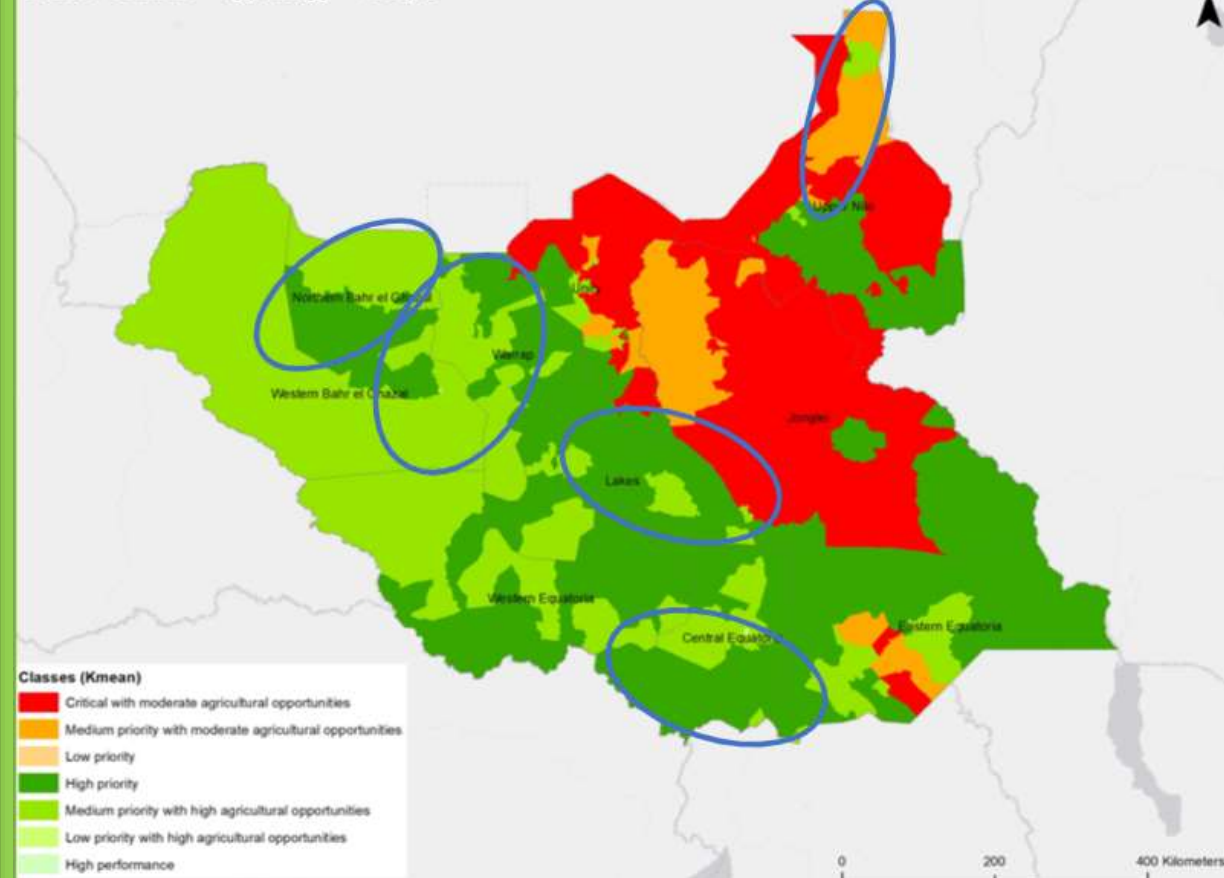 Upper Nile
Northern Bahr el Ghazal
Unity
Warrap
Western Bahr el Ghazal
Jonglei
Lakes
Western Equatoria
Central Equatoria
Eastern Equatoria
Classes (Kmean)
Critical with moderate agricultural opportunities
Medium priority with moderate agricultural opportunities
Low priority
High priority
Medium priority with high agricultural opportunities
Low priority with high agricultural opportunities
High performance
0 200 400 Kilometers